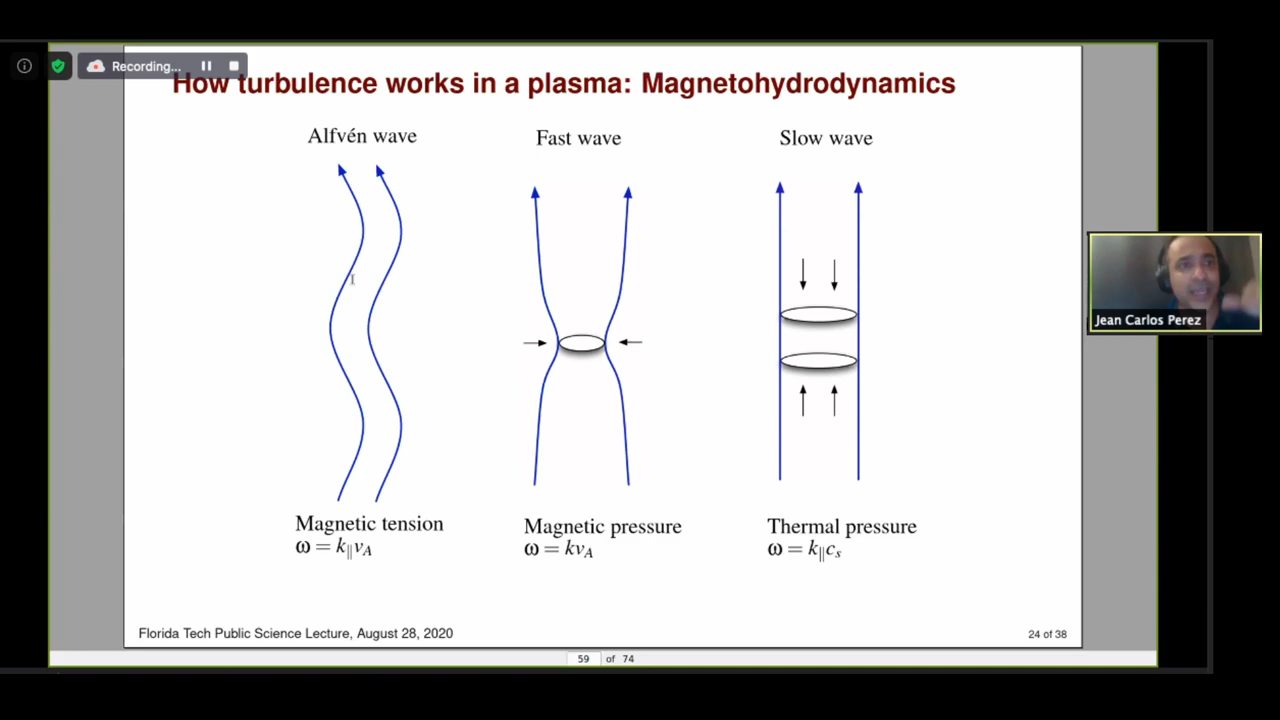 Recording...
How turbulence works in a plasma: Magnetohydrodynamics
Alfvén wave
Fast wave
Slow wave
Jean Carlos Perez
Magnetic tension
ω = k∥vA
Magnetic pressure
ω = kvA
Thermal pressure
ω = k∥cs
Florida Tech Public Science Lecture, August 28, 2020
24 of 38
59 of 74